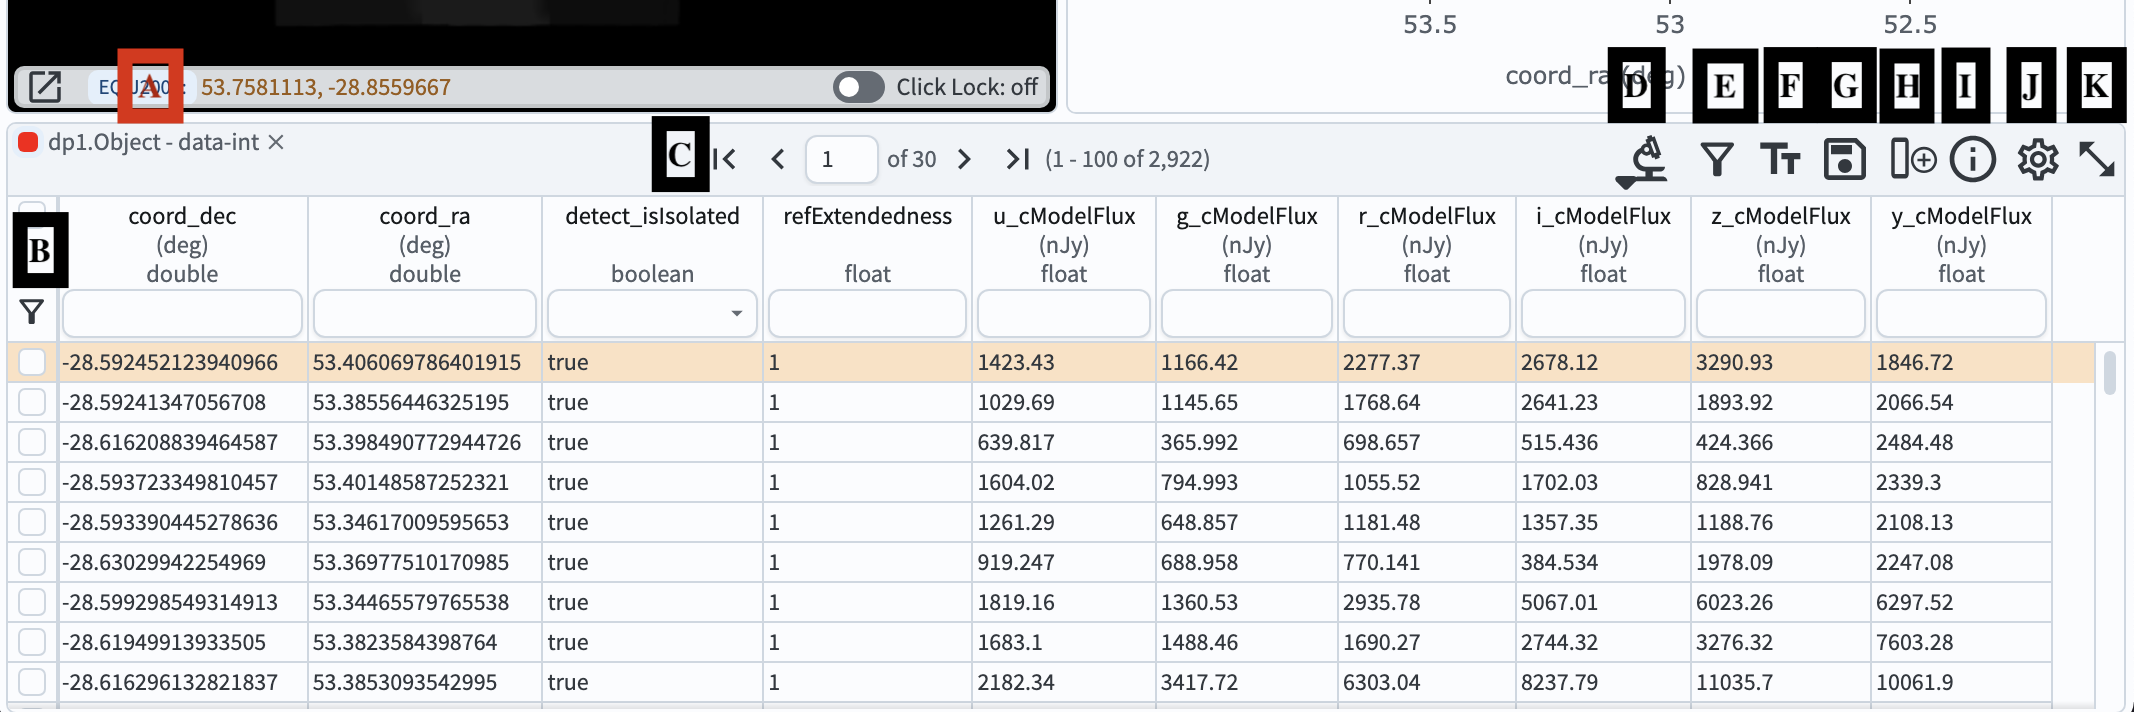 53.5 53 52.5
D E F G H I J K
coord_ra (deg)
A
EQJ2000: 53.7581113, -28.8559667 Click Lock: off
dp1.Object - data-int
C 1 of 30 (1 - 100 of 2,922)
B
coord_dec coord_ra detect_isIsolated refExtendedness u_cModelFlux g_cModelFlux r_cModelFlux i_cModelFlux z_cModelFlux y_cModelFlux
(deg) (deg) (nJy) (nJy) (nJy) (nJy) (nJy) (nJy)
double double boolean float float float float float float float
-28.592452123940966 53.406069786401915 true 1 1423.43 1166.42 2277.37 2678.12 3290.93 1846.72
-28.59241347056708 53.38556446325195 true 1 1029.69 1145.65 1768.64 2641.23 1893.92 2066.54
-28.616208839464587 53.398490772944726 true 1 639.817 365.992 698.657 515.436 424.366 2484.48
-28.593723349810457 53.40148587252321 true 1 1604.02 794.993 1055.52 1702.03 828.941 2339.3
-28.593390445278636 53.34617009595653 true 1 1261.29 648.857 1181.48 1357.35 1188.76 2108.13
-28.63029942254969 53.36977510170985 true 1 919.247 688.958 770.141 384.534 1978.09 2247.08
-28.599298549314913 53.34465579765538 true 1 1819.16 1360.53 2935.78 5067.01 6023.26 6297.52
-28.61949913933505 53.3823584398764 true 1 1683.1 1488.46 1690.27 2744.32 3276.32 7603.28
-28.616296132821837 53.3853093542995 true 1 2182.34 3417.72 6303.04 8237.79 11035.7 10061.9